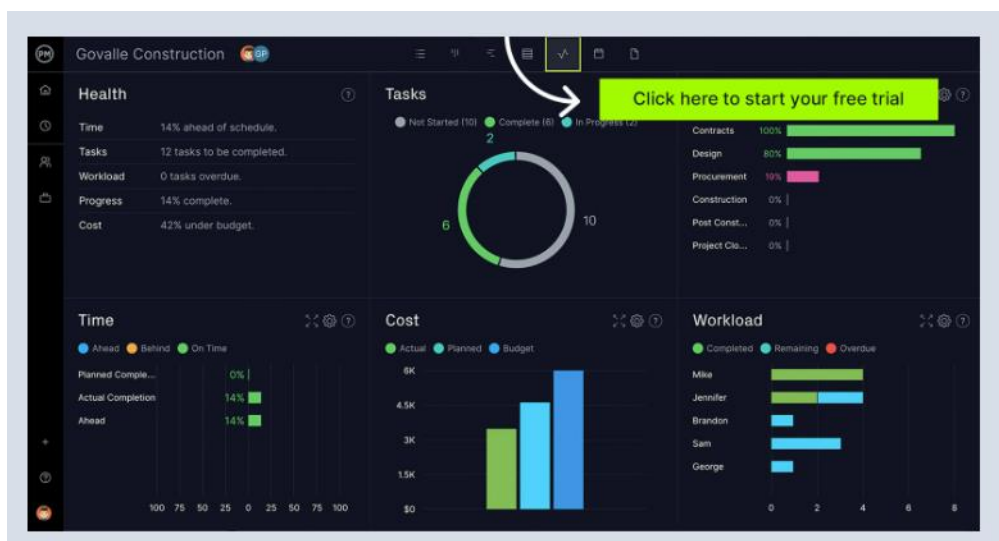 PM
Govalle Construction
GP
Click here to start your free trial
Health
Time 14% ahead of schedule.
Tasks 12 tasks to be completed.
Workload 0 tasks overdue.
Progress 14% complete.
Cost 42% under budget.
Tasks
Not Started (10) Complete (6) In Progress (2)
2
6
10
Contracts 100%
Design 80%
Procurement 19%
Construction 0%
Post Const... 0%
Project Clo... 0%
Time
Ahead Behind On Time
Planned Comple... 0%
Actual Completion 14%
Ahead 14%
100 75 50 25 0 25 50 75 100
Cost
Actual Planned Budget
6K
4.5K
3K
1.5K
$0
Workload
Completed Remaining Overdue
Mike
Jennifer
Brandon
Sam
George
0 2 4 6 8